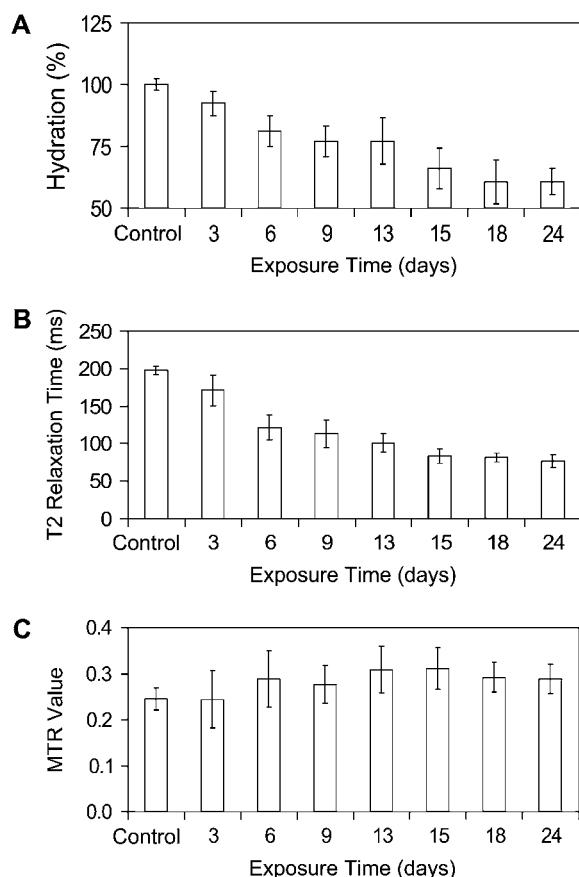 A
Hydration (%)
125
100
75
50
Control 3 6 9 13 15 18 24
Exposure Time (days)
B
T2 Relaxation Time (ms)
250
200
150
100
50
0
Control 3 6 9 13 15 18 24
Exposure Time (days)
C
MTR Value
0.4
0.3
0.2
0.1
0.0
Control 3 6 9 13 15 18 24
Exposure Time (days)